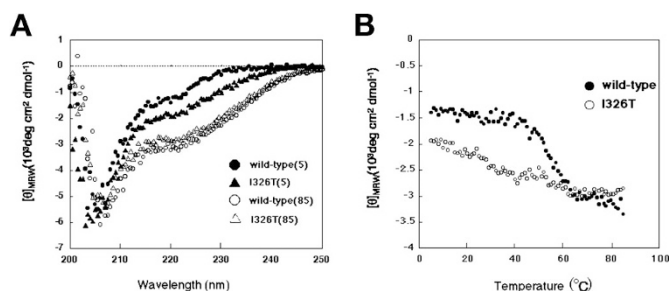 A
[θ]MRW(10³deg cm² dmol⁻¹)
1
0
-1
-2
-3
-4
-5
-6
-7
200 210 220 230 240 250
Wavelength (nm)
wild-type(5)
I326T(5)
wild-type(85)
I326T(85)
B
[θ]MRW(10³deg cm² dmol⁻¹)
0
-0.5
-1
-1.5
-2
-2.5
-3
-3.5
-4
0 20 40 60 80 100
Temperature (°C)
wild-type
I326T